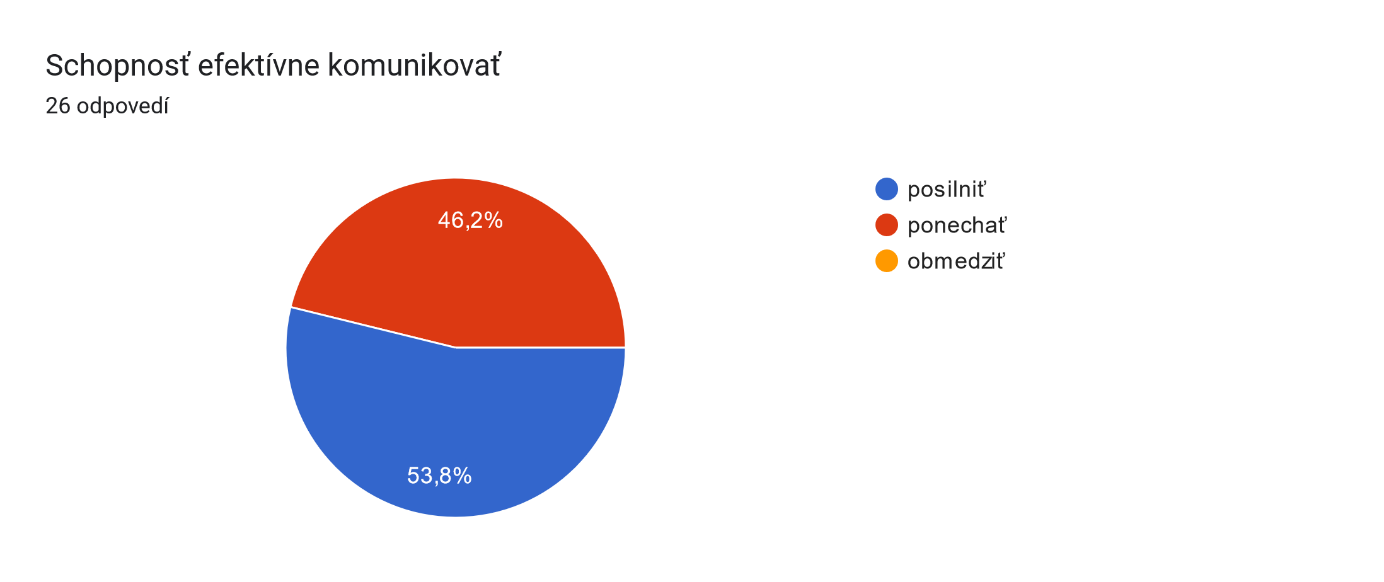 Schopnosť efektívne komunikovať
26 odpovedí
46,2%
53,8%
posilniť
ponechať
obmedziť